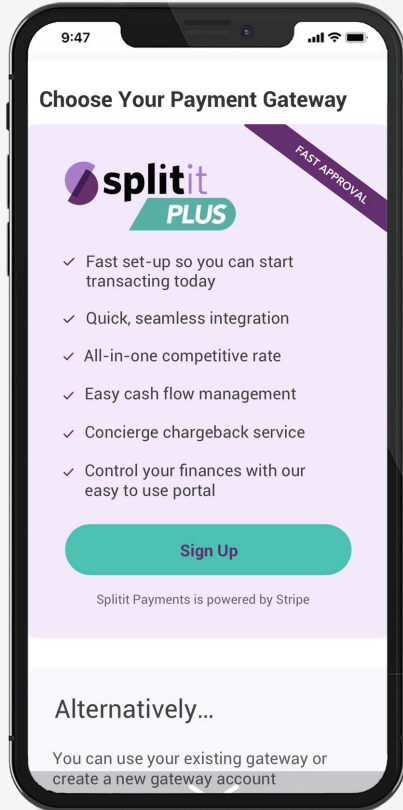 9:47
Choose Your Payment Gateway
FAST APPROVAL
splitit
PLUS
Fast set-up so you can start
transacting today
Quick, seamless integration
All-in-one competitive rate
Easy cash flow management
Concierge chargeback service
Control your finances with our
easy to use portal
Sign Up
Splitit Payments is powered by Stripe
Alternatively...
You can use your existing gateway or
create a new gateway account